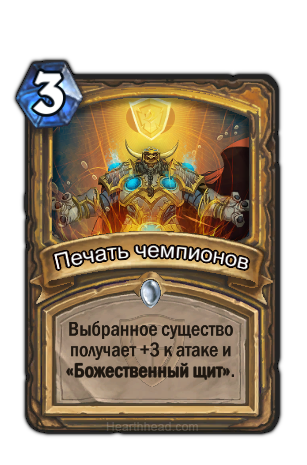 3
Печать чемпионов
Выбранное существо
получает +3 к атаке и
«Божественный щит».
Hearthhead.com